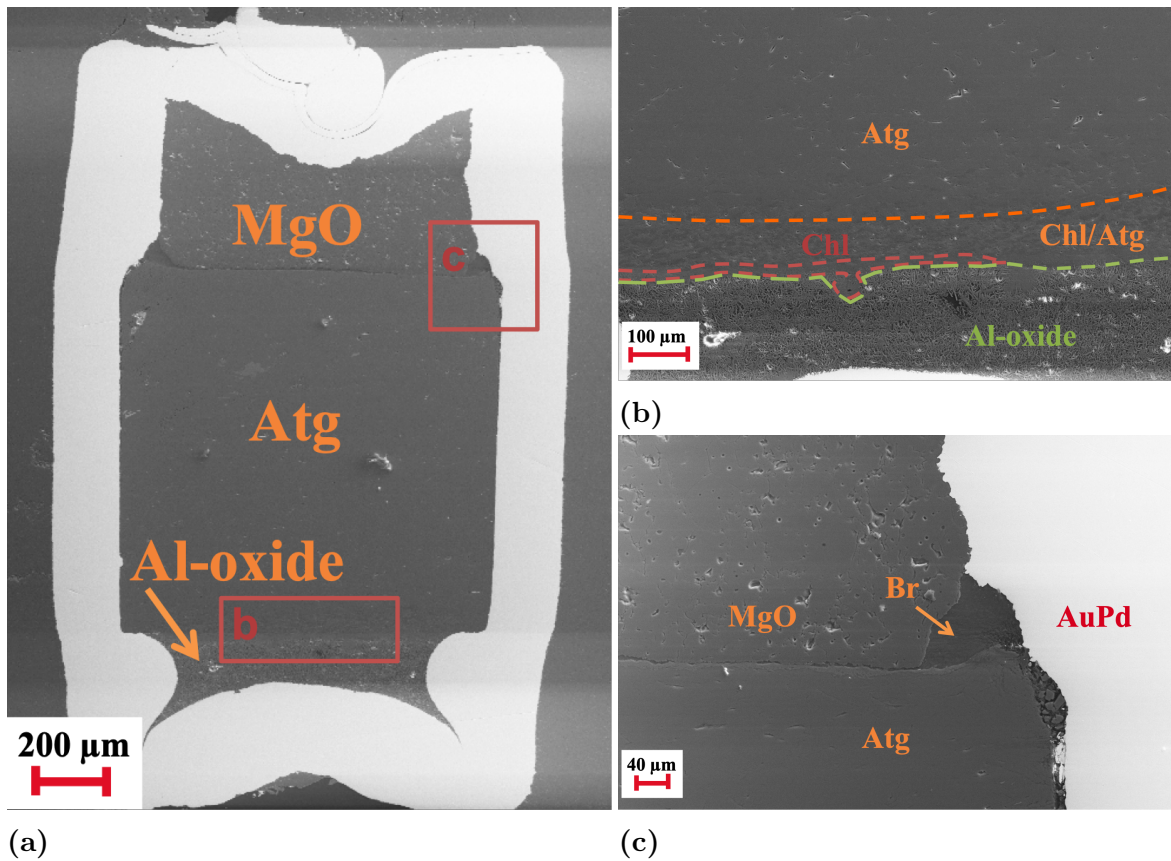 MgO
c
Atg
Al-oxide
b
200 µm
(a)
Atg
Chl
Chl/Atg
Al-oxide
100 µm
(b)
Br
MgO
AuPd
Atg
40 µm
(c)